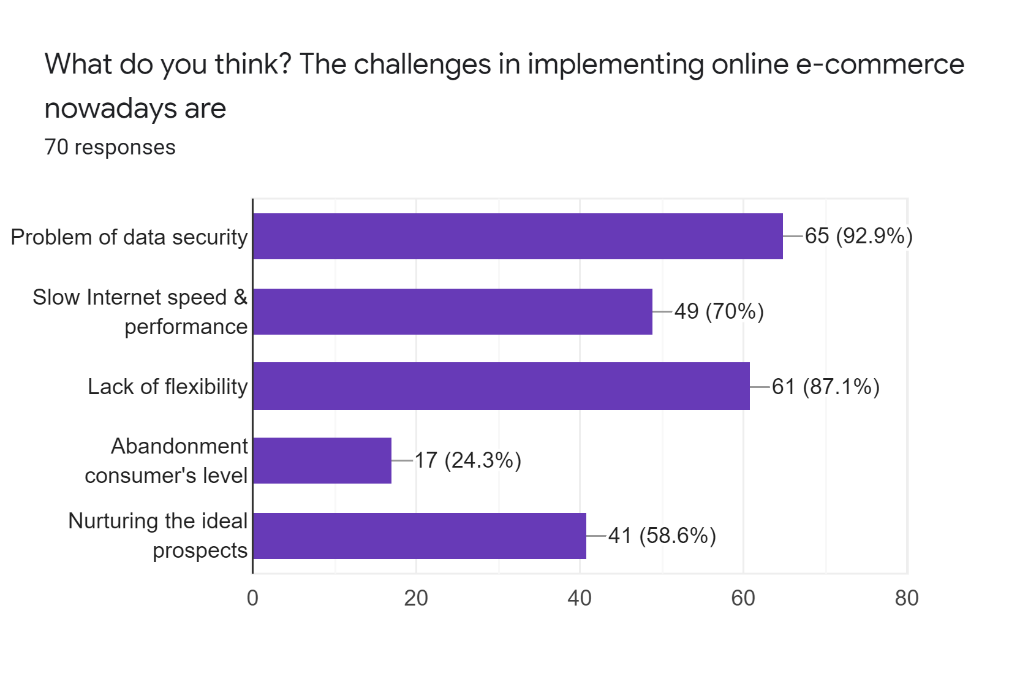 What do you think? The challenges in implementing online e-commerce
nowadays are
70 responses
Problem of data security
65 (92.9%)
Slow Internet speed &
performance
49 (70%)
Lack of flexibility
61 (87.1%)
Abandonment
consumer's level
17 (24.3%)
Nurturing the ideal
prospects
41 (58.6%)
0 20 40 60 80